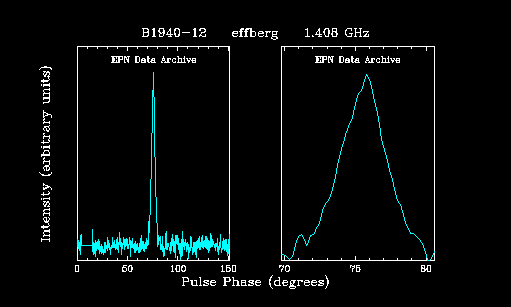 B1940-12 effberg 1.408 GHz
EPN Data Archive EPN Data Archive
Intensity (arbitrary units)
0 50 100 150 70 75 80
Pulse Phase (degrees)